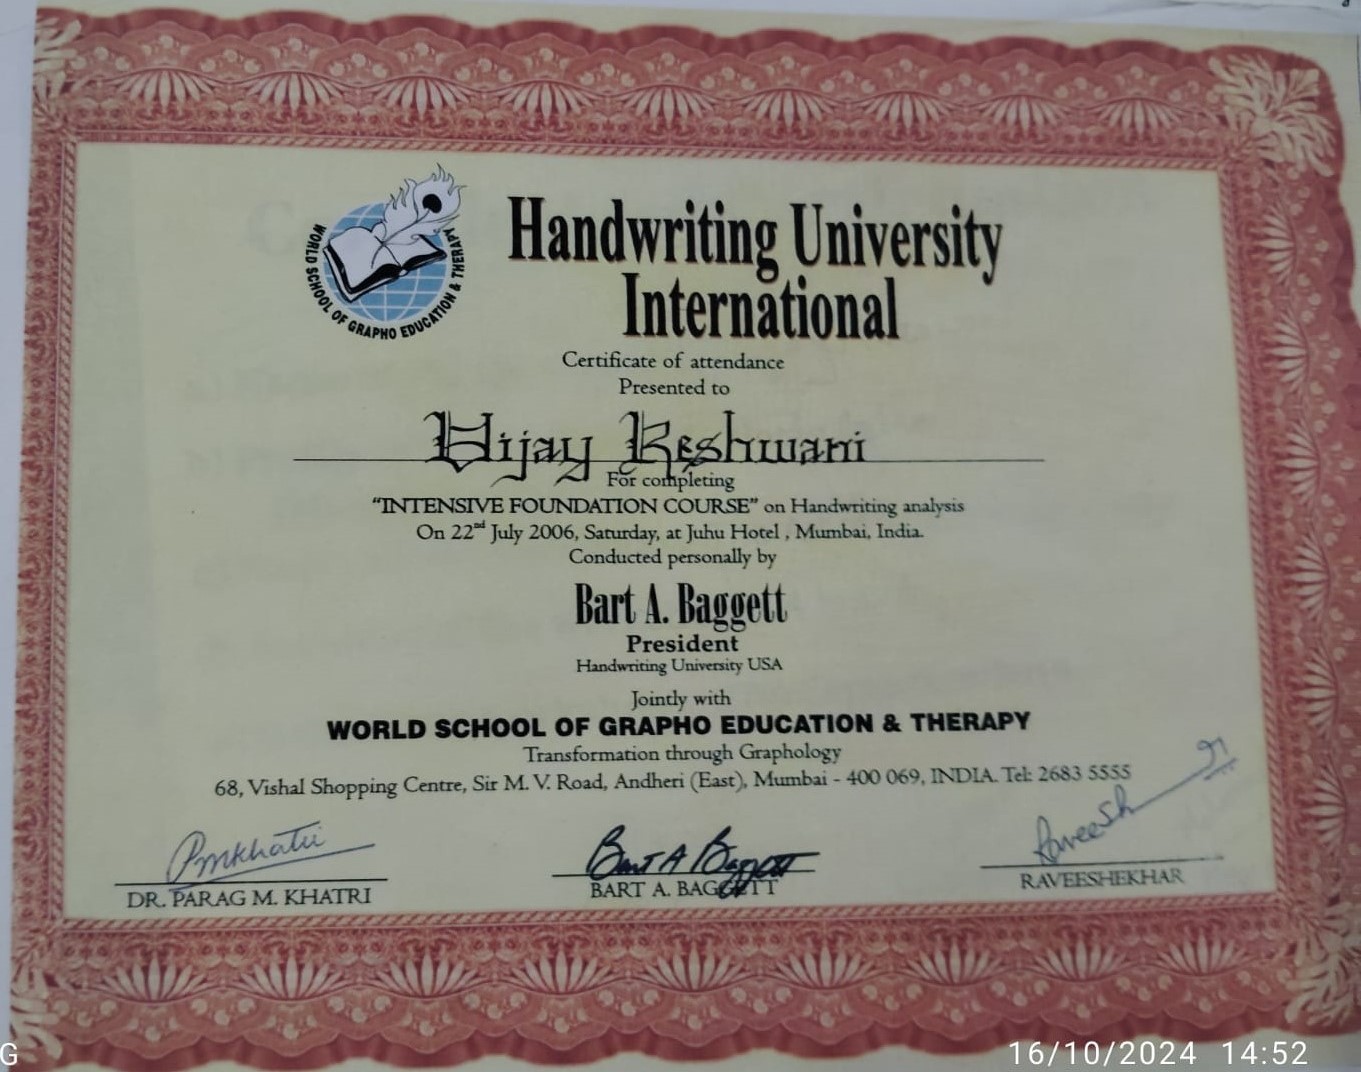 WORLD SCHOOL OF GRAPHO EDUCATION & THERAPY
Handwriting University
International
Certificate of attendance
Presented to
Vijay Keshwani
For completing
“INTENSIVE FOUNDATION COURSE” on Handwriting analysis
On 22nd July 2006, Saturday, at Juhu Hotel , Mumbai, India.
Conducted personally by
Bart A. Baggett
President
Handwriting University USA
Jointly with
WORLD SCHOOL OF GRAPHO EDUCATION & THERAPY
Transformation through Graphology
68, Vishal Shopping Centre, Sir M. V. Road, Andheri (East), Mumbai - 400 069, INDIA. Tel: 2683 5555
PMKhatri
Bart A Baggett
Raveesh
DR. PARAG M. KHATRI
BART A. BAGGETT
RAVEESHEKHAR
G
16/10/2024 14:52